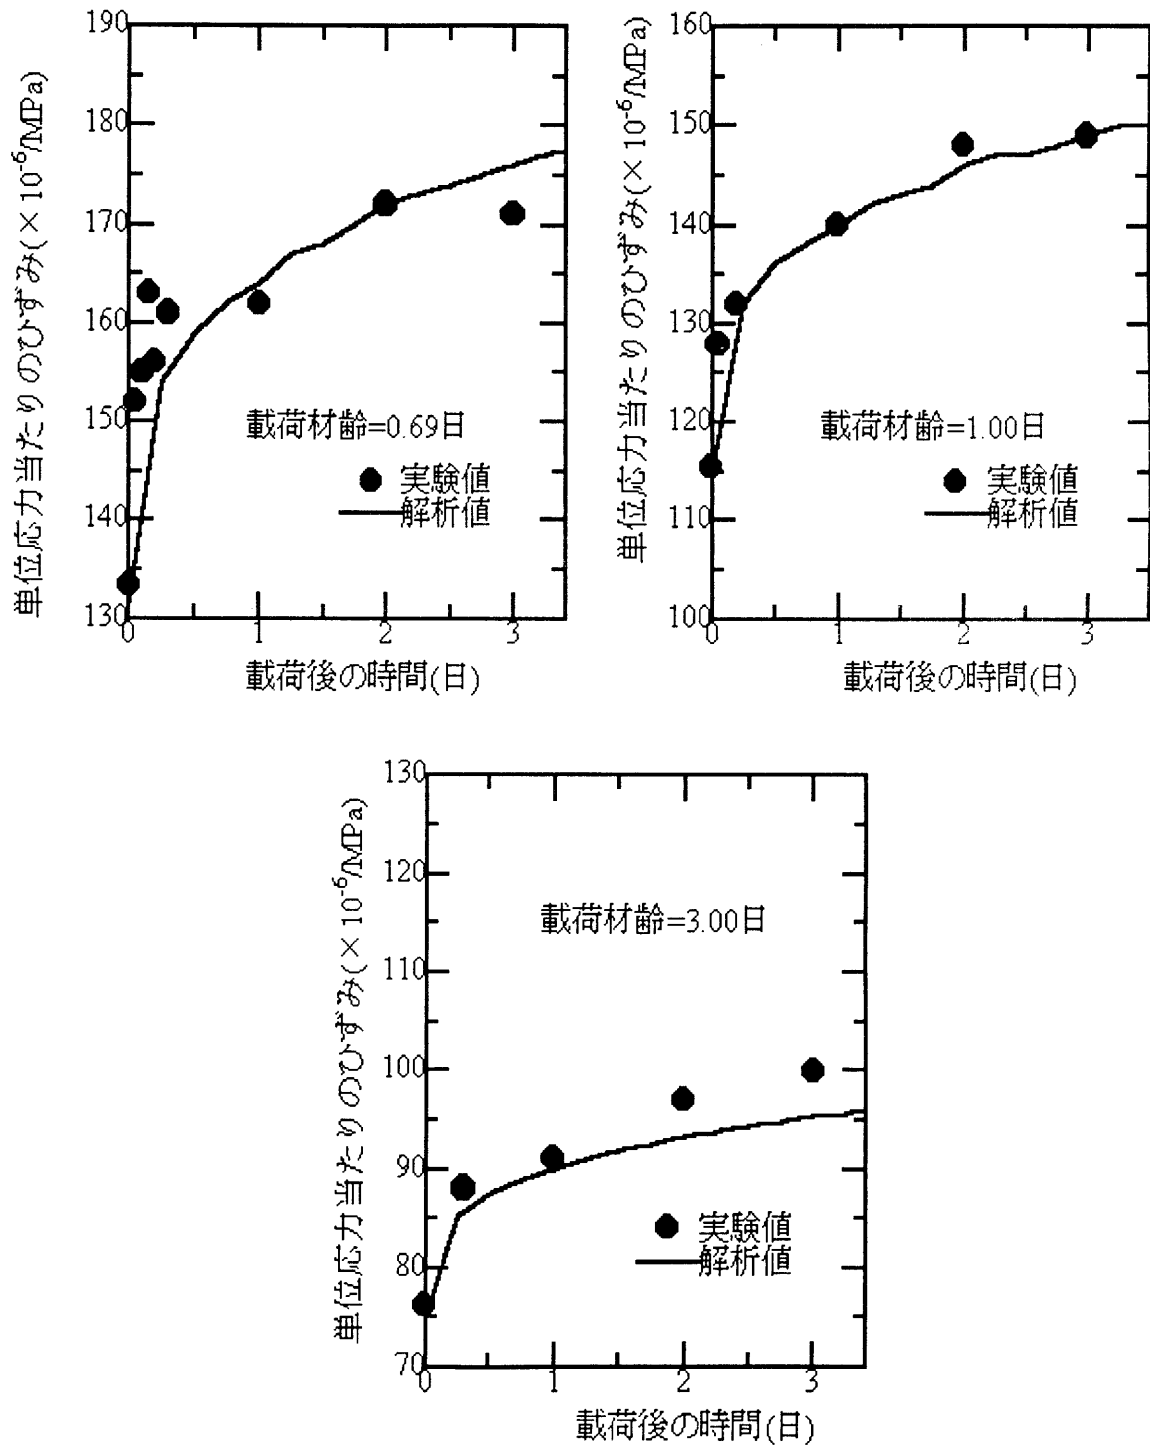 単位応力当たりのひずみ(×10⁻⁶/MPa)
190
180
170
160
150
140
130
載荷材齢=0.69日
実験値
解析値
0 1 2 3
載荷後の時間(日)
単位応力当たりのひずみ(×10⁻⁶/MPa)
160
150
140
130
120
110
100
載荷材齢=1.00日
実験値
解析値
0 1 2 3
載荷後の時間(日)
単位応力当たりのひずみ(×10⁻⁶/MPa)
130
120
110
100
90
80
70
載荷材齢=3.00日
実験値
解析値
0 1 2 3
載荷後の時間(日)